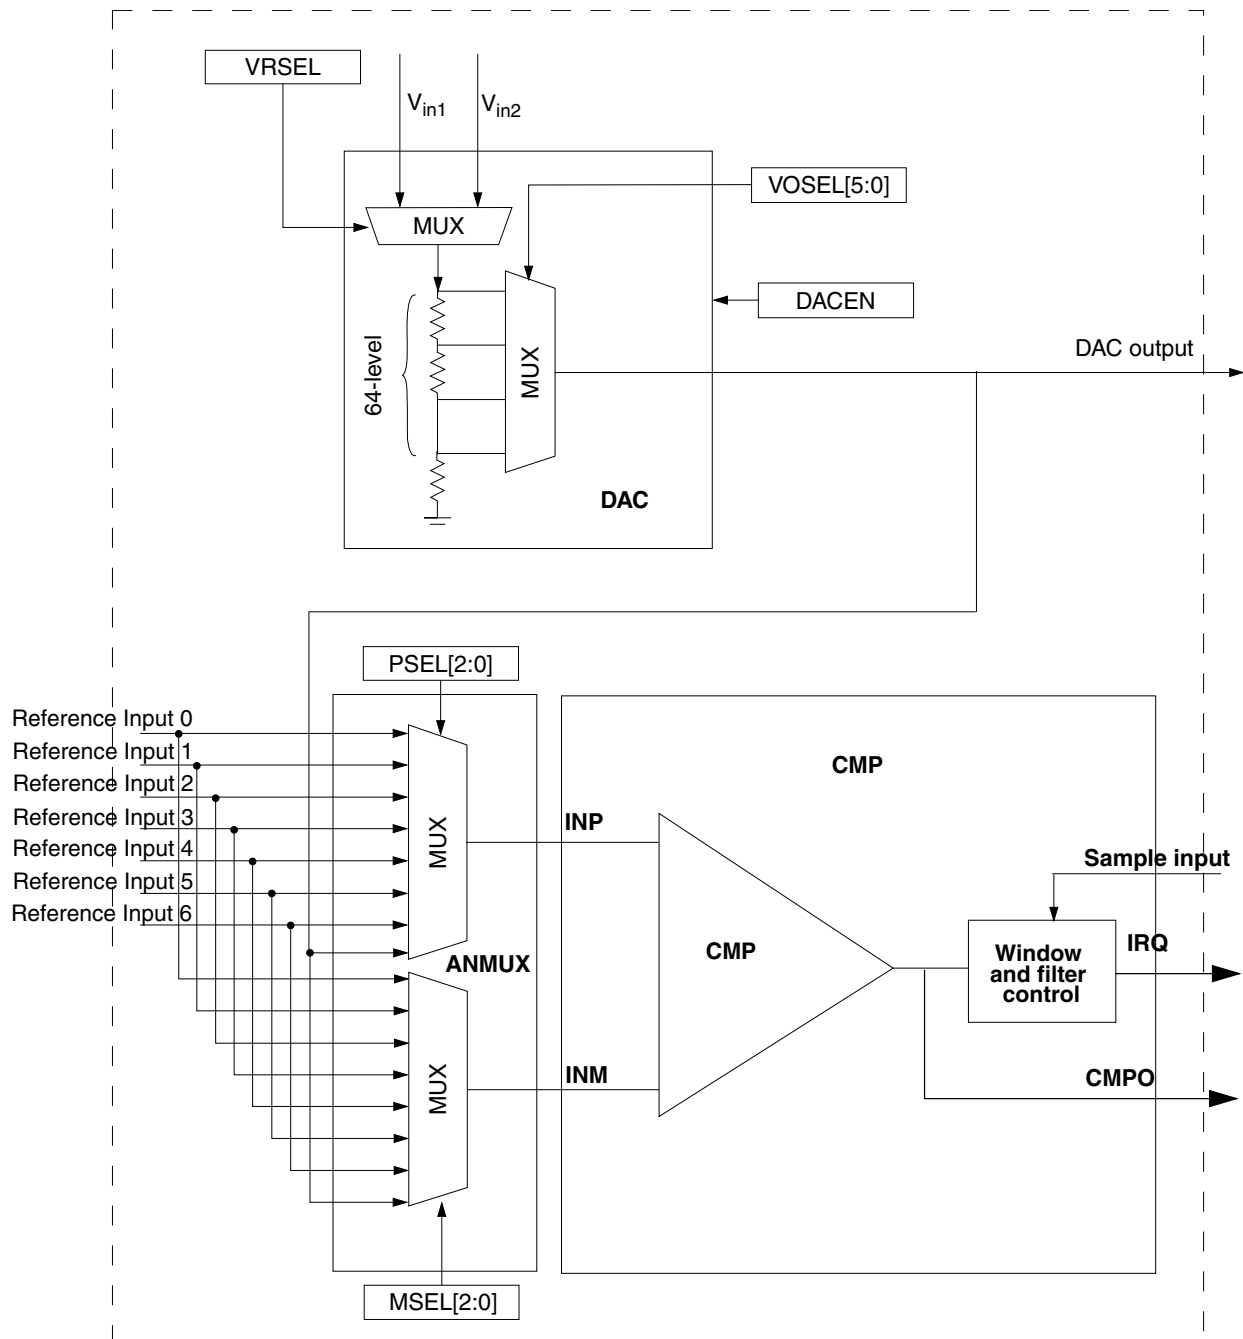 VRSEL
Vin1
Vin2
VOSEL[5:0]
MUX
DACEN
64-level
MUX
DAC output
DAC
PSEL[2:0]
Reference Input 0
Reference Input 1
Reference Input 2
Reference Input 3
Reference Input 4
Reference Input 5
Reference Input 6
MUX
ANMUX
MUX
MSEL[2:0]
INP
INM
CMP
CMP
Sample input
Window
and filter
control
IRQ
CMPO